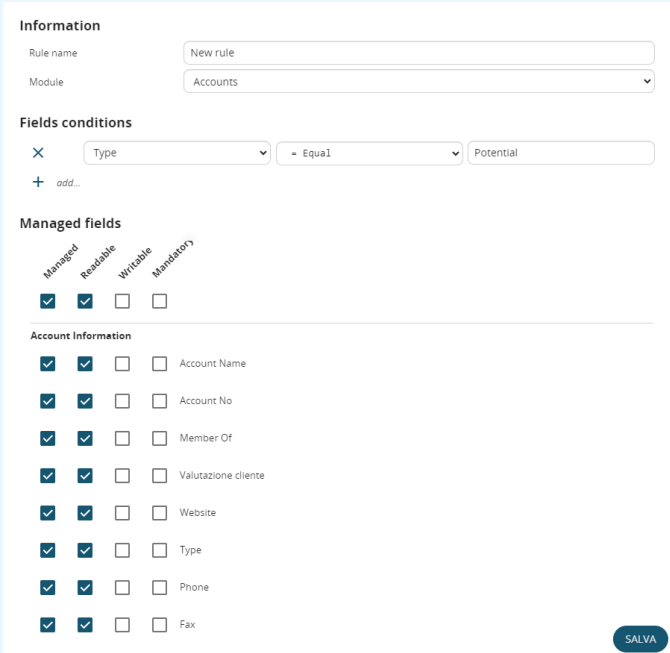 Information
Rule name New rule
Module Accounts
Fields conditions
Type = Equal Potential
add...
Managed fields
Managed Readable Writable Mandatory
Account Information
Account Name
Account No
Member Of
Valutazione cliente
Website
Type
Phone
Fax
SALVA